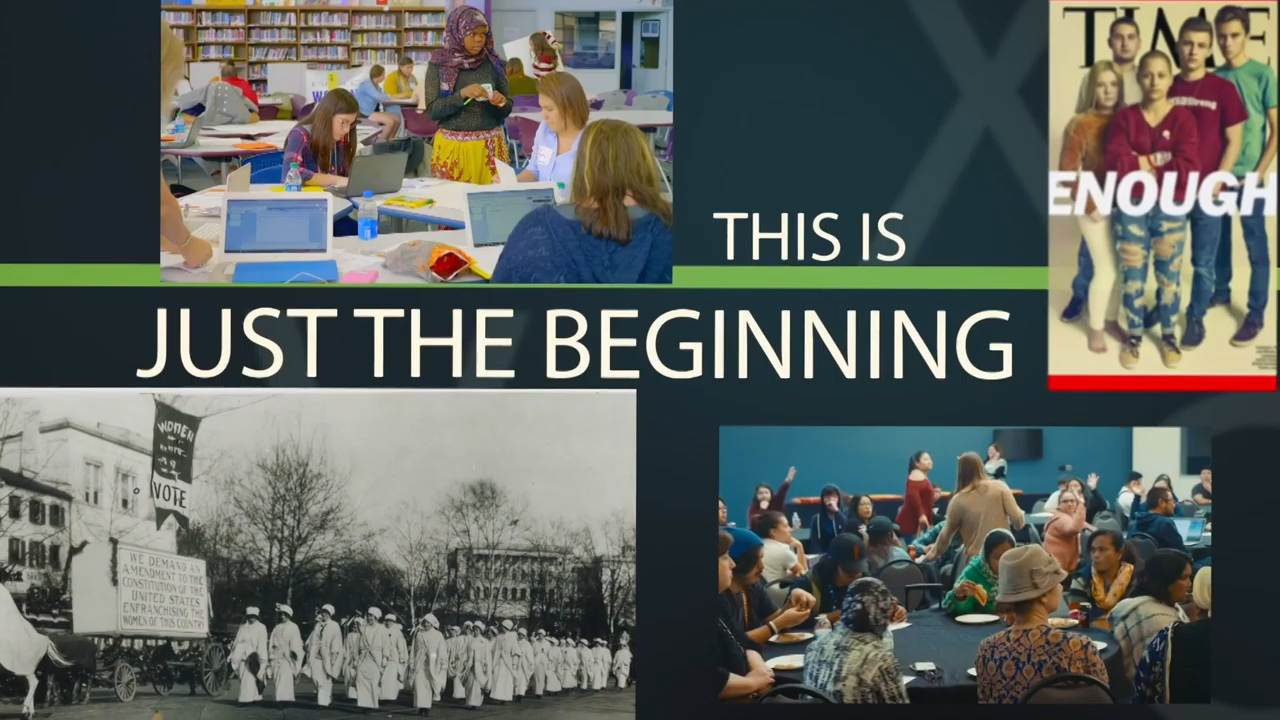 TIME
ENOUGH
THIS IS
JUST THE BEGINNING
WOMEN
VOTE
WE DEMAND AN
AMENDMENT TO THE
CONSTITUTION OF THE
UNITED STATES
ENFRANCHISING THE
WOMEN OF THIS COUNTRY